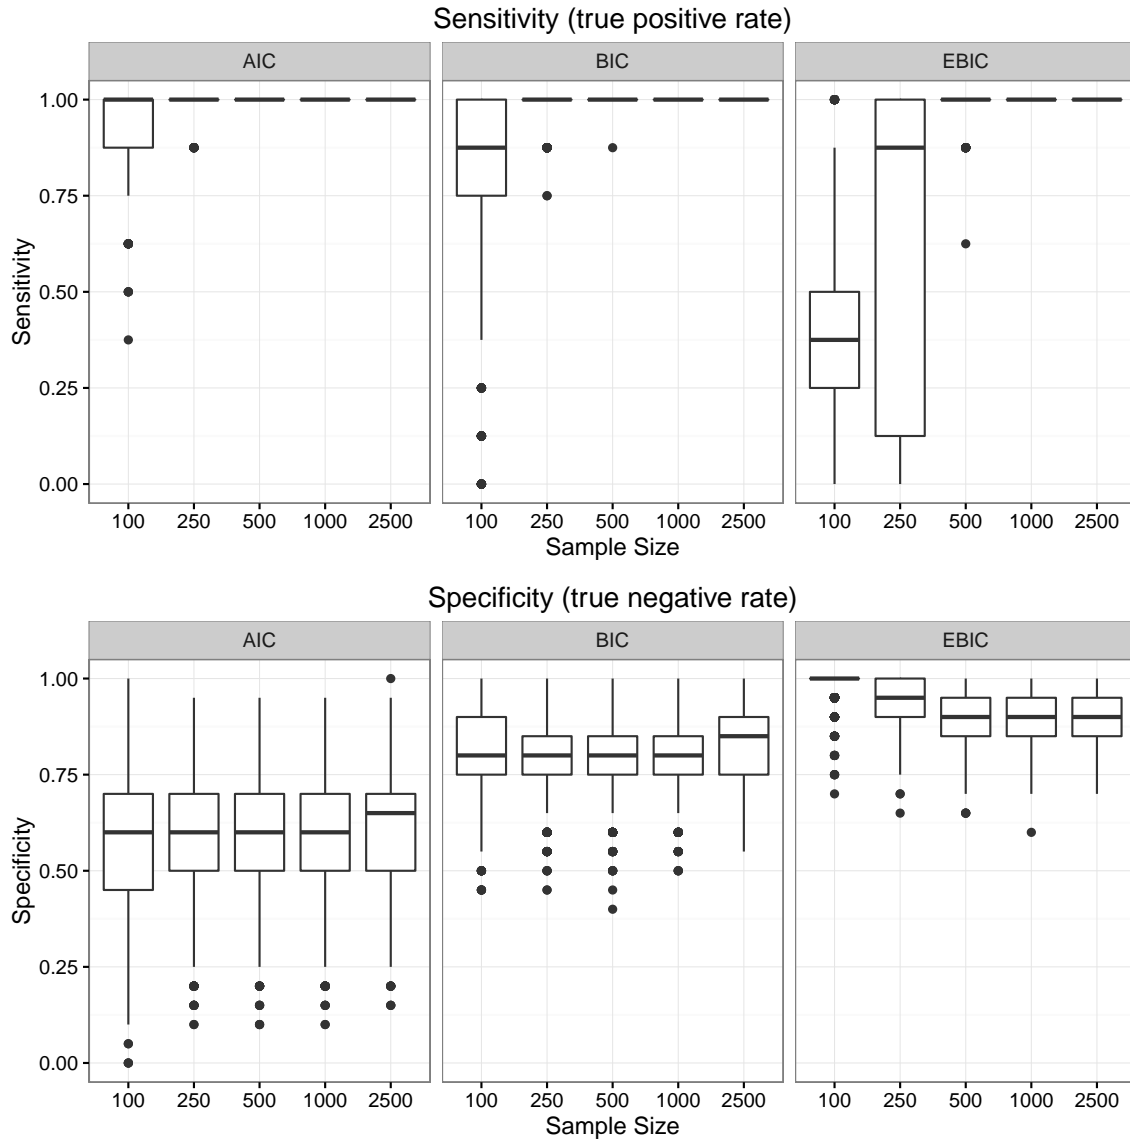 Sensitivity (true positive rate)
AIC BIC EBIC
Sensitivity
1.00
0.75
0.50
0.25
0.00
100 250 500 1000 2500 100 250 500 1000 2500 100 250 500 1000 2500
Sample Size
Specificity (true negative rate)
AIC BIC EBIC
Specificity
1.00
0.75
0.50
0.25
0.00
100 250 500 1000 2500 100 250 500 1000 2500 100 250 500 1000 2500
Sample Size